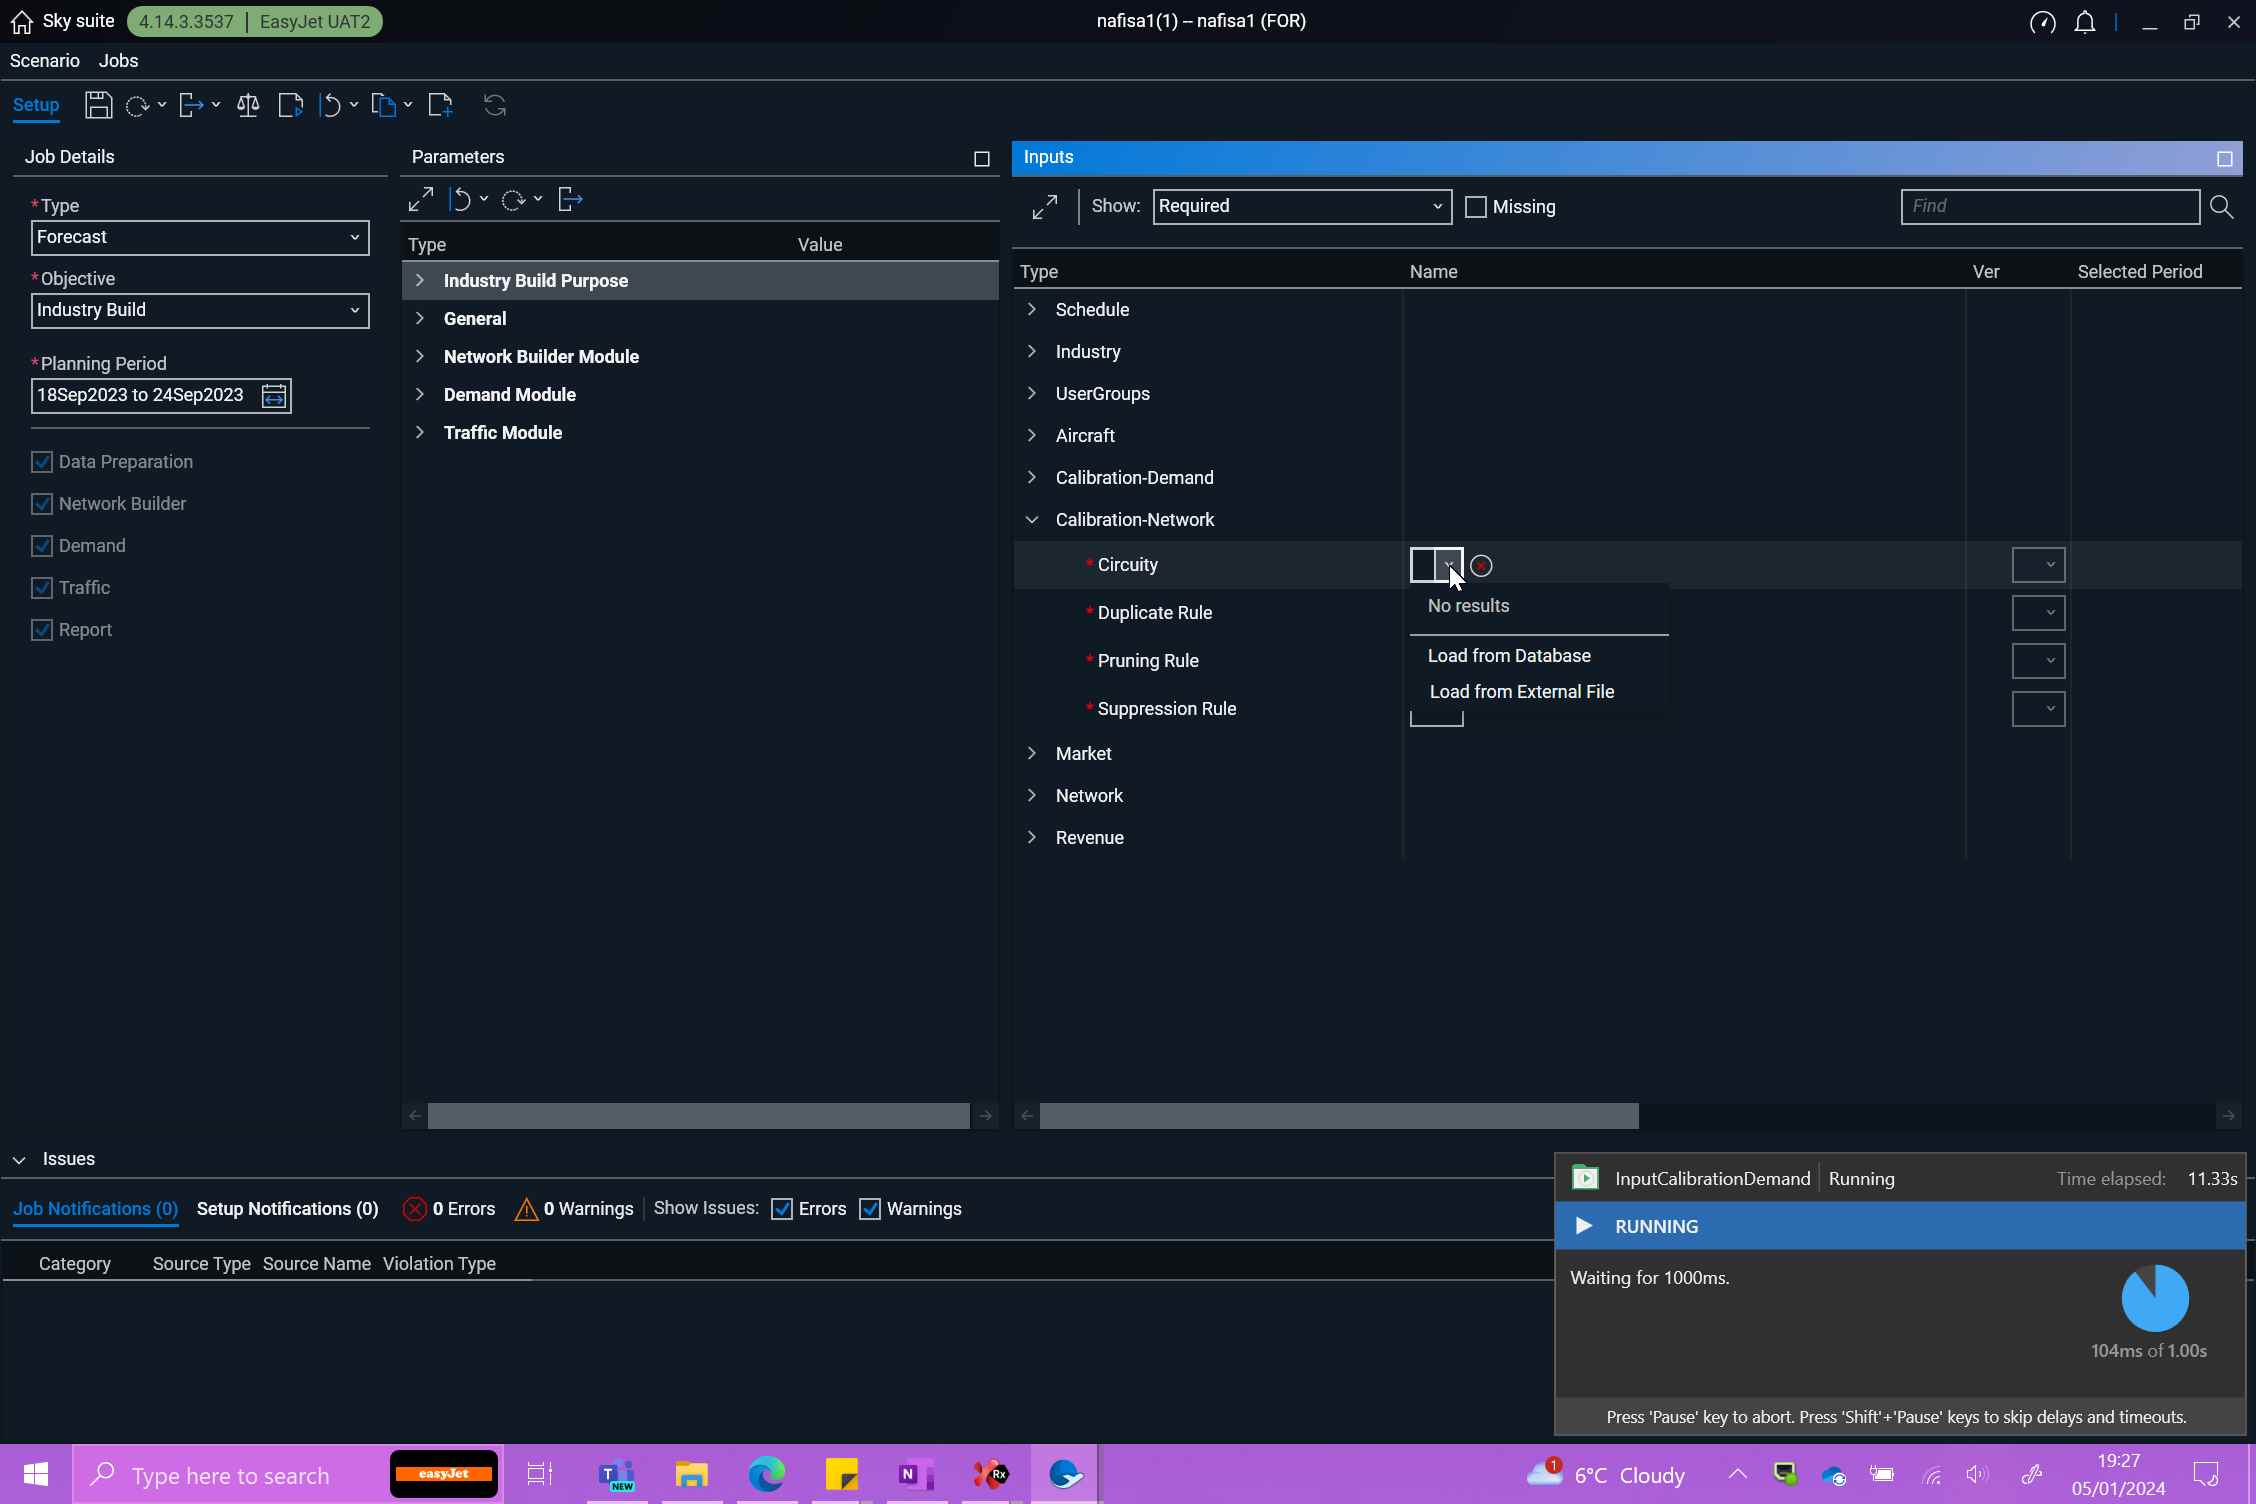 Sky suite 4.14.3.3537 | EasyJet UAT2 nafisa1(1) – nafisa1 (FOR)
Scenario Jobs
Setup
Job Details
*Type
Forecast
*Objective
Industry Build
*Planning Period
18Sep2023 to 24Sep2023
Data Preparation
Network Builder
Demand
Traffic
Report
Parameters
Type Value
Industry Build Purpose
General
Network Builder Module
Demand Module
Traffic Module
Inputs
Show: Required Missing Find
Type Name Ver Selected Period
Schedule
Industry
UserGroups
Aircraft
Calibration-Demand
Calibration-Network
* Circuity
No results
* Duplicate Rule
Load from Database
* Pruning Rule
Load from External File
* Suppression Rule
Market
Network
Revenue
Issues
Job Notifications (0) Setup Notifications (0) 0 Errors 0 Warnings Show Issues: Errors Warnings
Category Source Type Source Name Violation Type
InputCalibrationDemand Running Time elapsed: 11.33s
RUNNING
Waiting for 1000ms.
104ms of 1.00s
Press 'Pause' key to abort. Press 'Shift'+'Pause' keys to skip delays and timeouts.
Type here to search easyJet T NEW N Rx 1 6°C Cloudy 19:27
05/01/2024